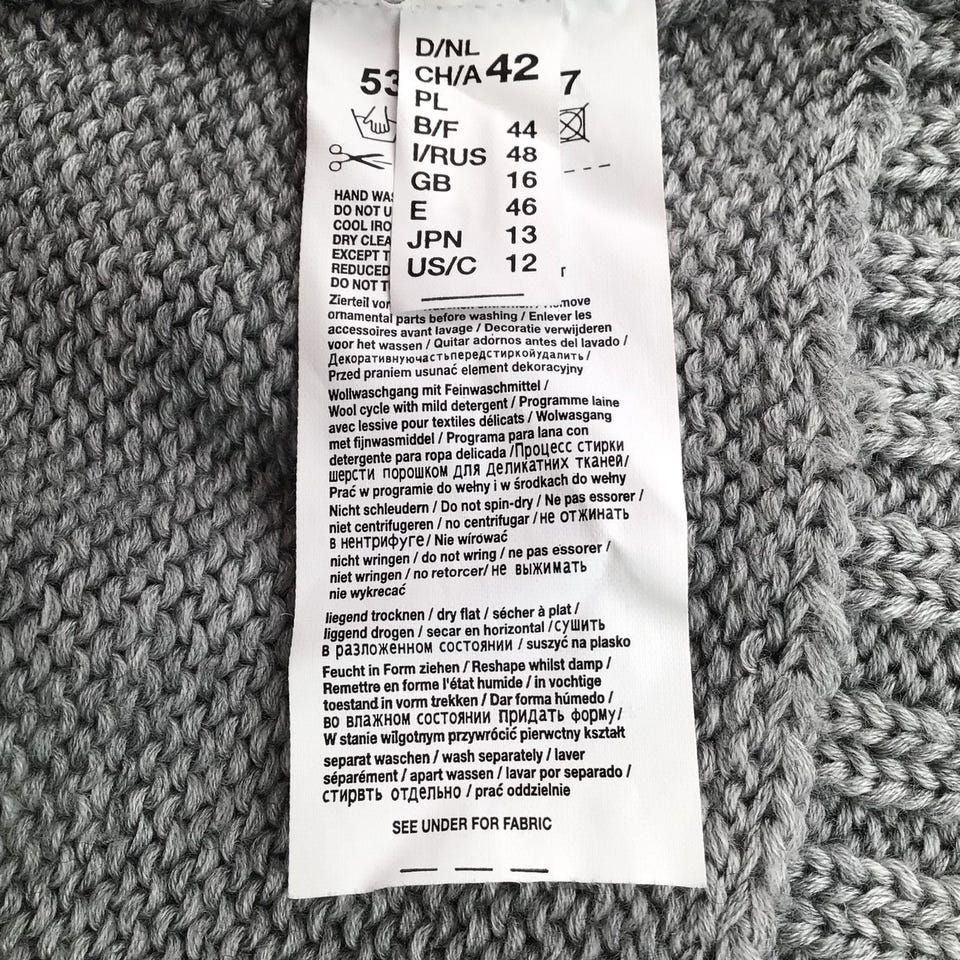 D/NL
CH/A 42
PL
B/F 44
I/RUS 48
GB 16
E 46
JPN 13
US/C 12
53 7
HAND
DO NOT
COOL
DRY
EXCEPT
REDUCED
DO NOT
Zierteil
ornamental parts before washing / Enlever les
accessoires avant lavage / Decoratie verwijderen
voor het wassen / Quitar adornos antes del lavado /
Декоративнуючастьпередстиркойудалить /
Przed praniem usunać element dekoracyjny
Wollwaschgang mit Feinwaschmittel /
Wool cycle with mild detergent / Programme laine
avec lessive pour textiles délicats / Wolwasgang
met fijnwasmiddel / Programa para lana con
detergente para ropa delicada /Процесс стирки
шерсти порошком для деликатних тканей/
Prać w programie do wełny i w środkach do wełny
Nicht schleudern / Do not spin-dry / Ne pas essorer /
niet centrifugeren / no centrifugar /не отжинать
в нентрифуге/ Nie wírować
nicht wringen / do not wring / ne pas essorer /
niet wringen / no retorcer/ не выжимать
nie wykrecać
liegend trocknen / dry flat / sécher à plat /
liggend drogen / secar en horizontal /сушить
в разложенном состоянии / suszyć na plasko
Feucht in Form ziehen / Reshape whilst damp /
Remettre en forme l'état humide / in vochtige
toestand in vorm trekken / Dar forma húmedo /
во влажном состоянии придать форму/
W stanie wilgotnym przywrócić pierwctny kształt
separat waschen / wash separately / laver
séparément / apart wassen / lavar por separado /
стирвть отдельно / prać oddzielnie
SEE UNDER FOR FABRIC